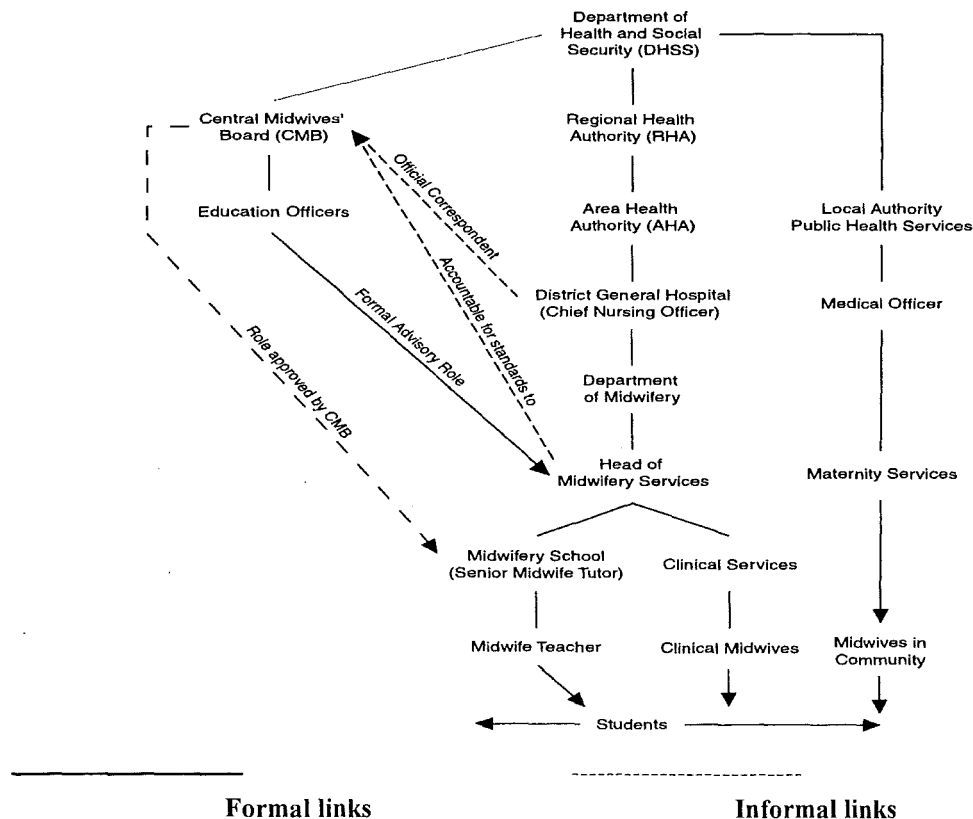 Department of
Health and Social
Security (DHSS)
Central Midwives'
Board (CMB)
Regional Health
Authority (RHA)
Official Correspondent
Education Officers
Area Health
Authority (AHA)
Local Authority
Public Health Services
Accountable for standards to
Formal Advisory Role
District General Hospital
(Chief Nursing Officer)
Medical Officer
Role approved by CMB
Department
of Midwifery
Head of
Midwifery Services
Maternity Services
Midwifery School
(Senior Midwife Tutor)
Clinical Services
Midwife Teacher
Clinical Midwives
Midwives in
Community
Students
Formal links
Informal links